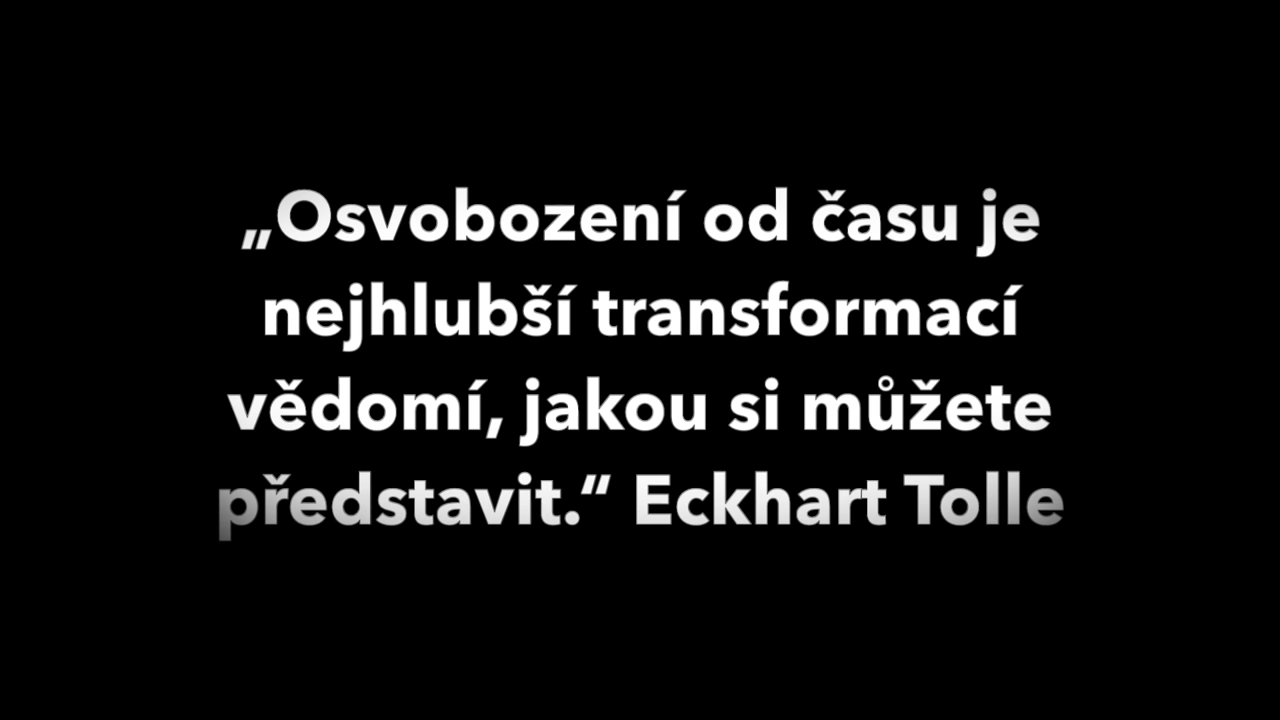 „Osvobození od času je
nejhlubší transformací
vědomí, jakou si můžete
představit.“ Eckhart Tolle